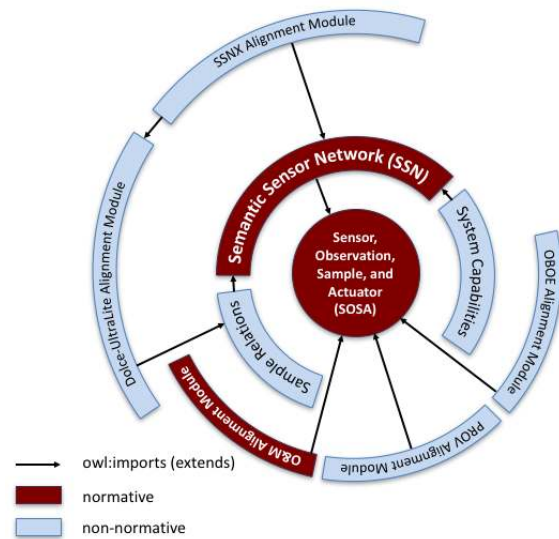 SSNX Alignment Module
Dolce-UltraLite Alignment Module
Semantic Sensor Network (SSN)
Sensor,
Observation,
Sample, and
Actuator
(SOSA)
System Capabilities
OBOE Alignment Module
Sample Relations
O&M Alignment Module
PROV Alignment Module
owl:imports (extends)
normative
non-normative